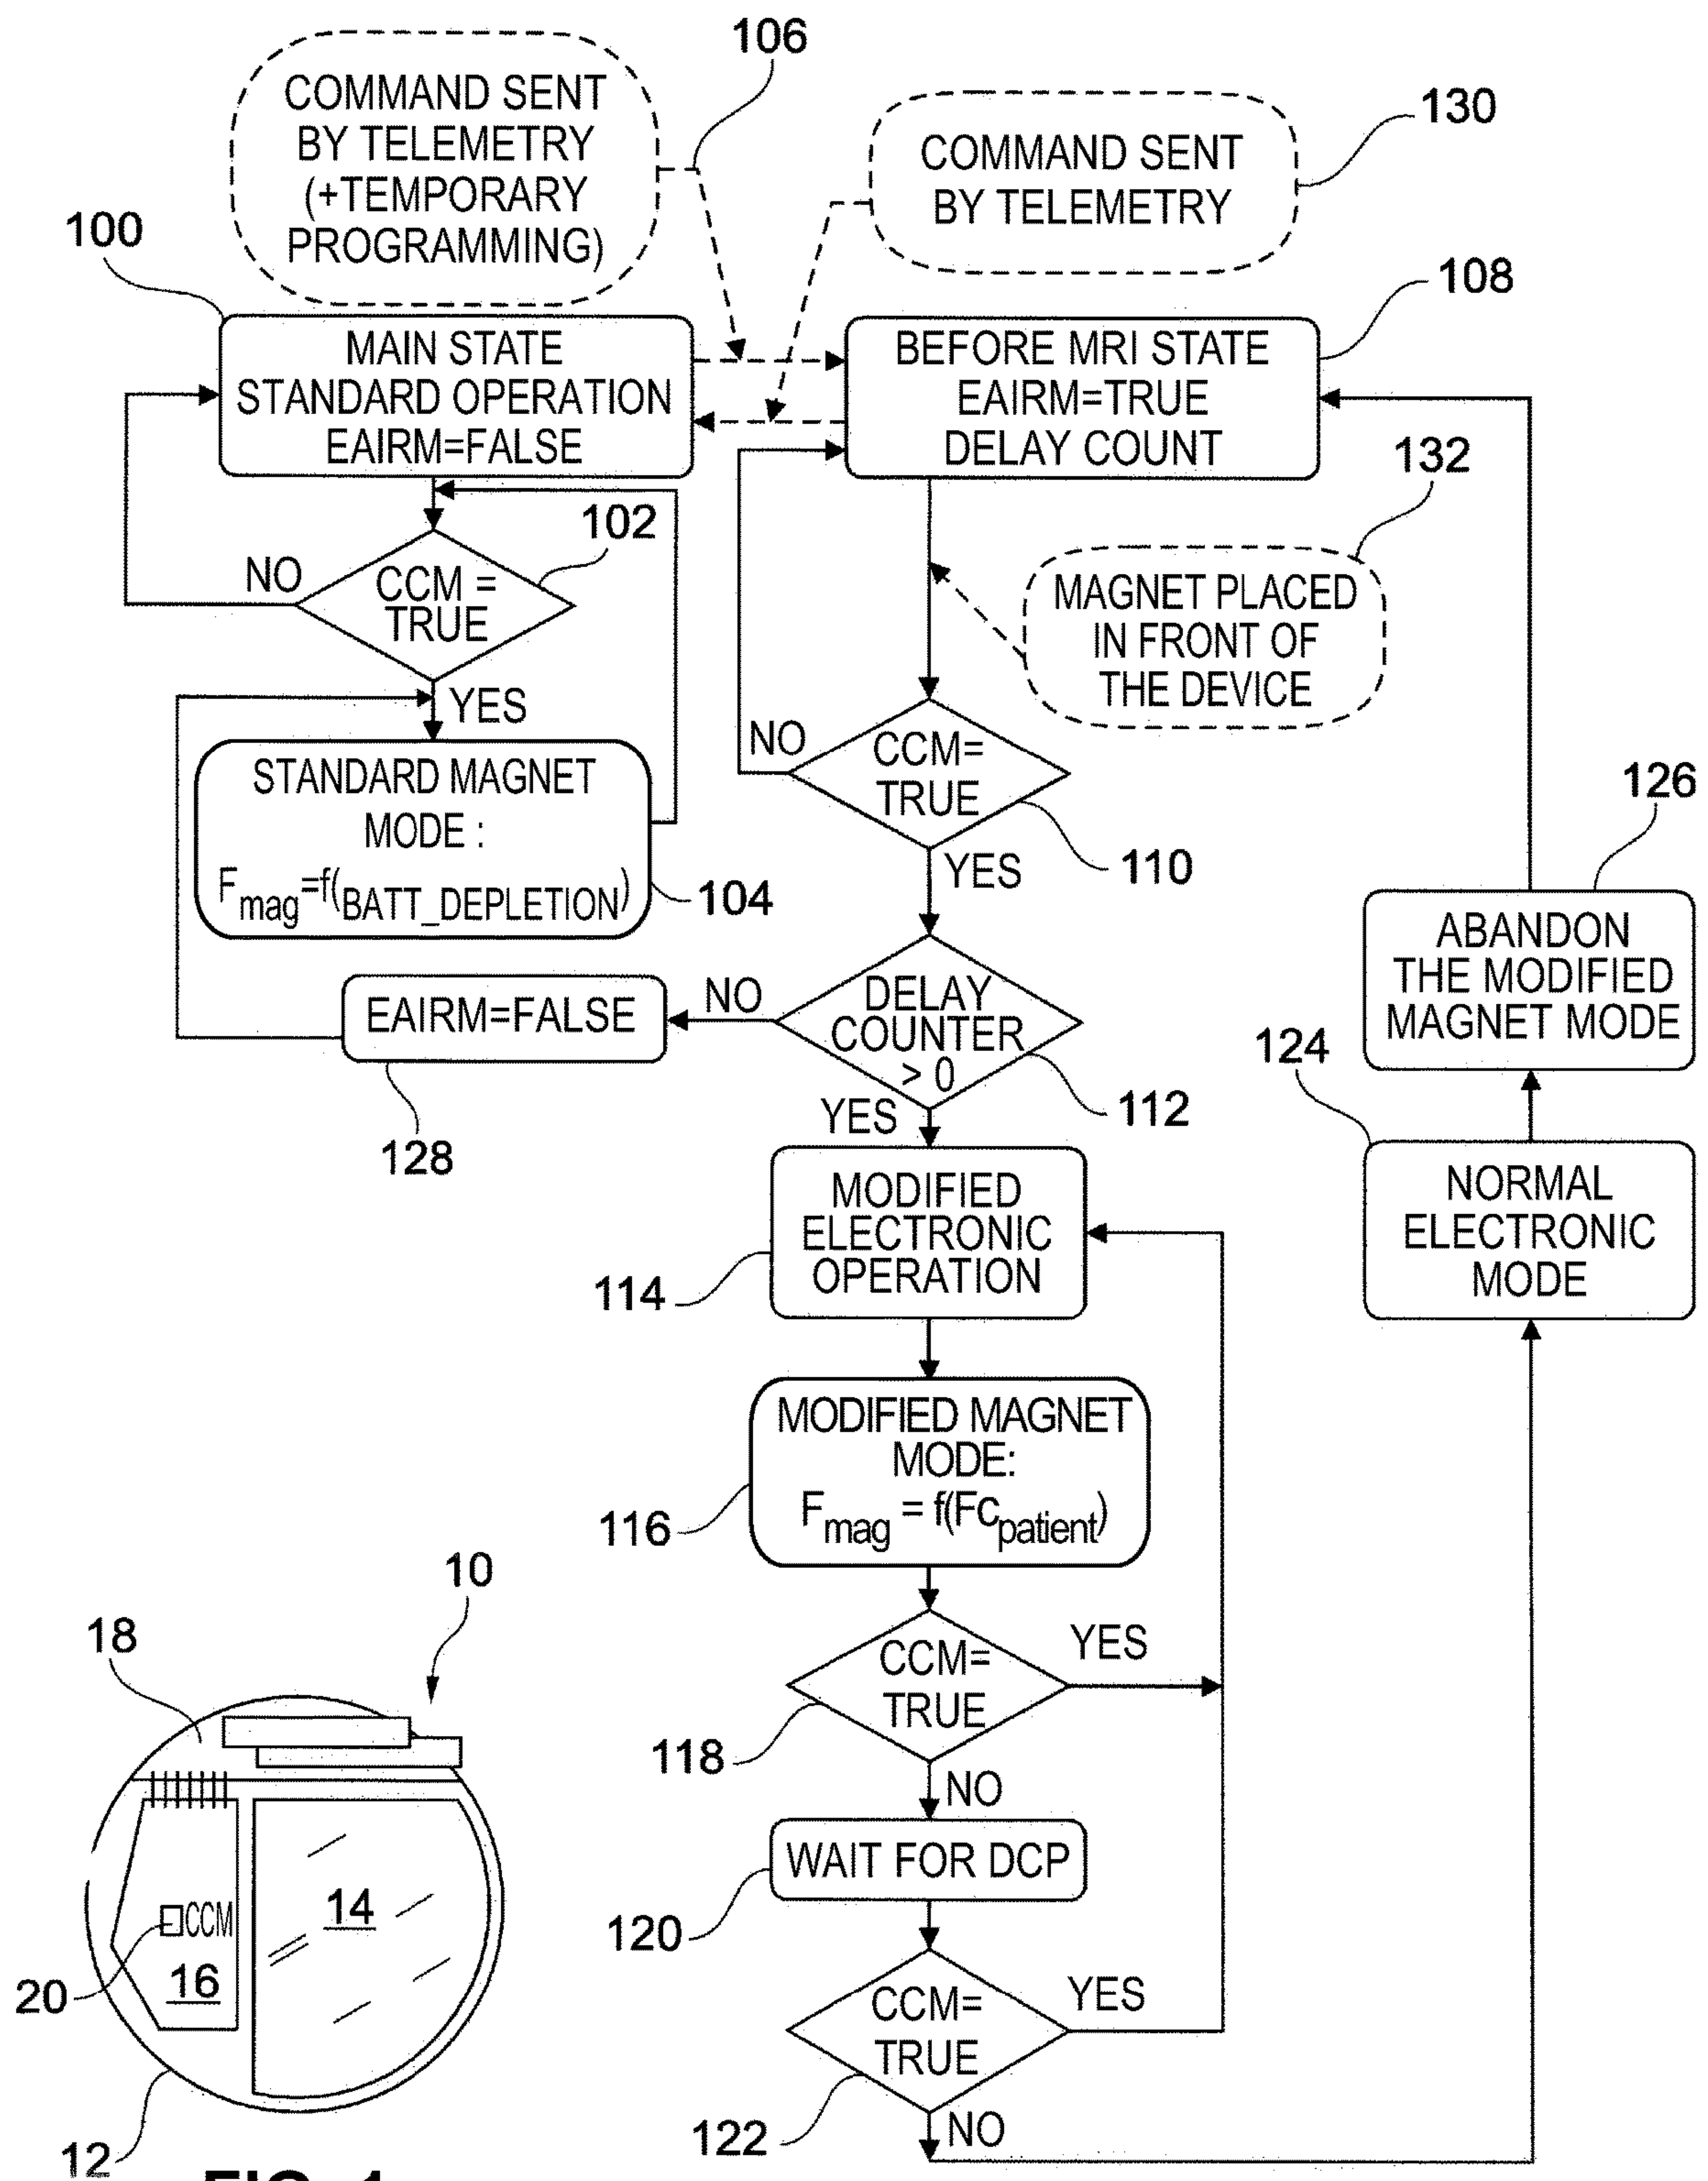 106
COMMAND SENT
BY TELEMETRY
(+TEMPORARY
PROGRAMMING)
130
COMMAND SENT
BY TELEMETRY
100
MAIN STATE
STANDARD OPERATION
EAIRM=FALSE
108
BEFORE MRI STATE
EAIRM=TRUE
DELAY COUNT
102
NO
CCM =
TRUE
YES
132
MAGNET PLACED
IN FRONT OF
THE DEVICE
STANDARD MAGNET
MODE :
Fmag=f(BATT_DEPLETION)
104
NO
CCM=
TRUE
110
YES
126
ABANDON
THE MODIFIED
MAGNET MODE
EAIRM=FALSE
128
NO
DELAY
COUNTER
> 0
112
YES
124
NORMAL
ELECTRONIC
MODE
MODIFIED
ELECTRONIC
OPERATION
114
MODIFIED MAGNET
MODE:
Fmag = f(Fcpatient)
116
CCM=
TRUE
YES
118
NO
WAIT FOR DCP
120
CCM=
TRUE
YES
122
NO
10
18
14
CCM
16
20
12
FIG. 1